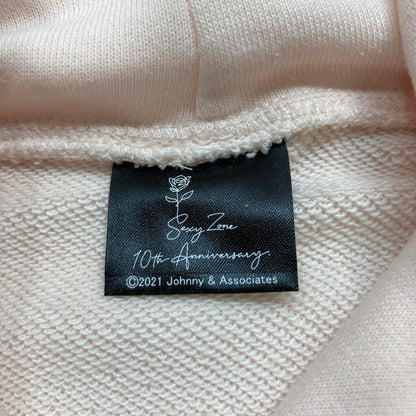 Sexy Zone
10th Anniversary.
©2021 Johnny & Associates